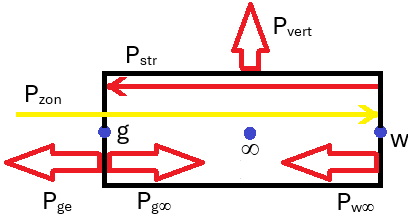 P_vert
P_str
P_zon
g
∞
w
P_ge
P_g∞
P_w∞